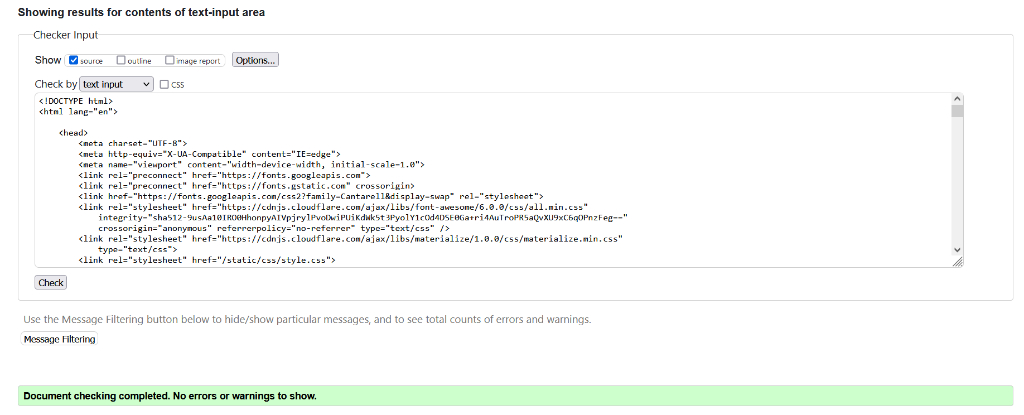 Showing results for contents of text-input area
Checker Input
Show source outline image report Options...
Check by text input css
<!DOCTYPE html>
<html lang="en">
<head>
<meta charset="UTF-8">
<meta http-equiv="X-UA-Compatible" content="IE=edge">
<meta name="viewport" content="width=device-width, initial-scale=1.0">
<link rel="preconnect" href="https://fonts.googleapis.com">
<link rel="preconnect" href="https://fonts.gstatic.com" crossorigin>
<link href="https://fonts.googleapis.com/css2?family=Cantarell&display=swap" rel="stylesheet">
<link rel="stylesheet" href="https://cdnjs.cloudflare.com/ajax/libs/font-awesome/6.0.0/css/all.min.css"
crossorigin="anonymous" referrerpolicy="no-referrer" type="text/css" />
<link rel="stylesheet" href="https://cdnjs.cloudflare.com/ajax/libs/materialize/1.0.0/css/materialize.min.css"
type="text/css">
<link rel="stylesheet" href="/static/css/style.css">
Check
Use the Message Filtering button below to hide/show particular messages, and to see total counts of errors and warnings.
Message Filtering
Document checking completed. No errors or warnings to show.